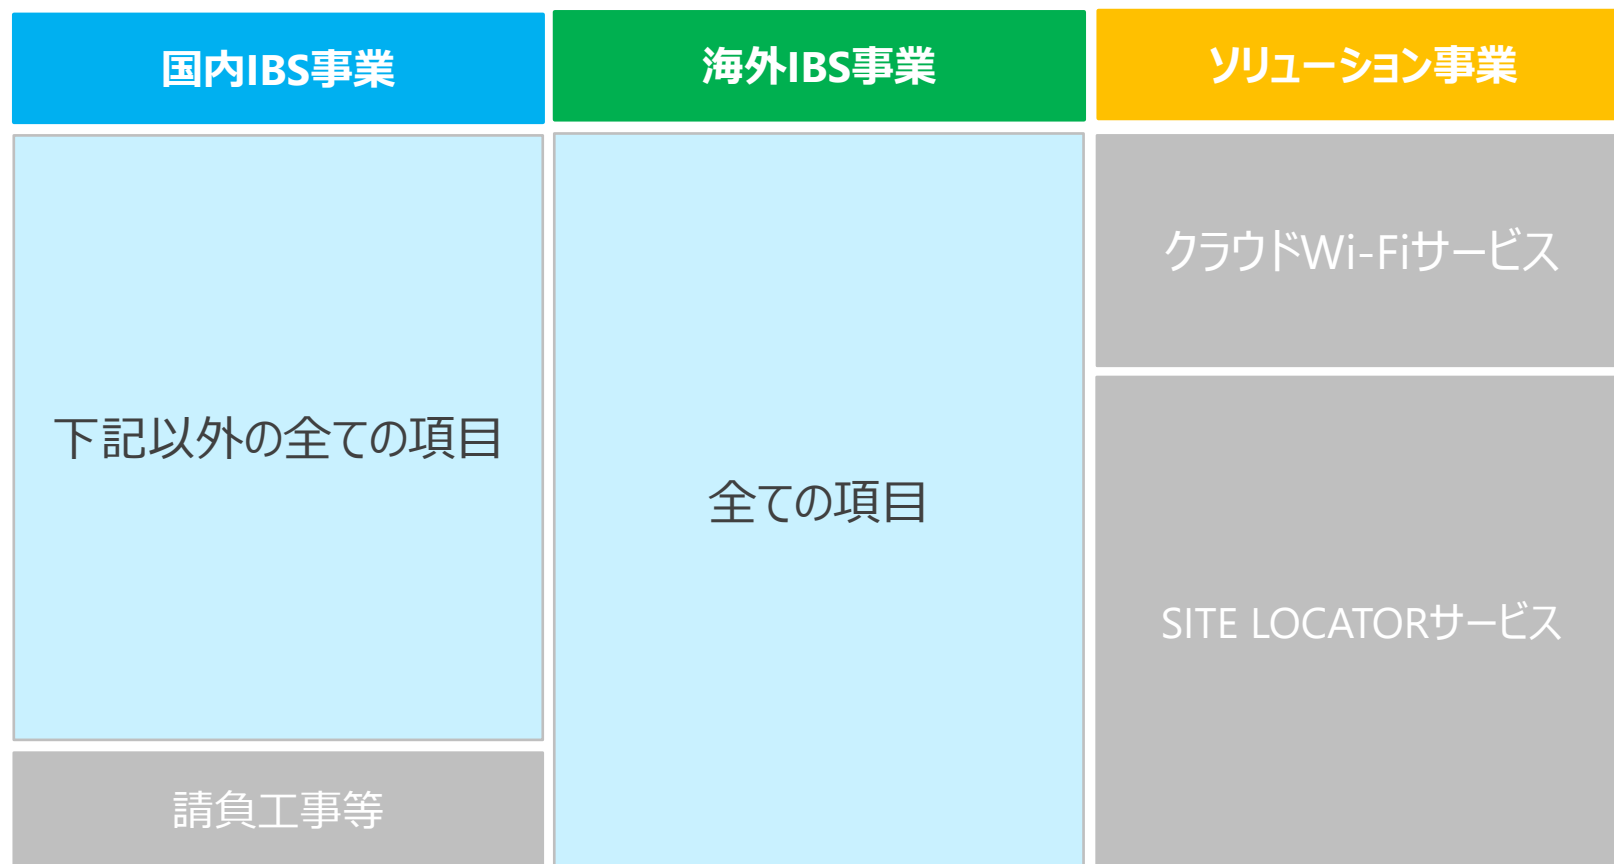 国内IBS事業
海外IBS事業
ソリューション事業
下記以外の全ての項目
全ての項目
クラウドWi-Fiサービス
SITE LOCATORサービス
請負工事等